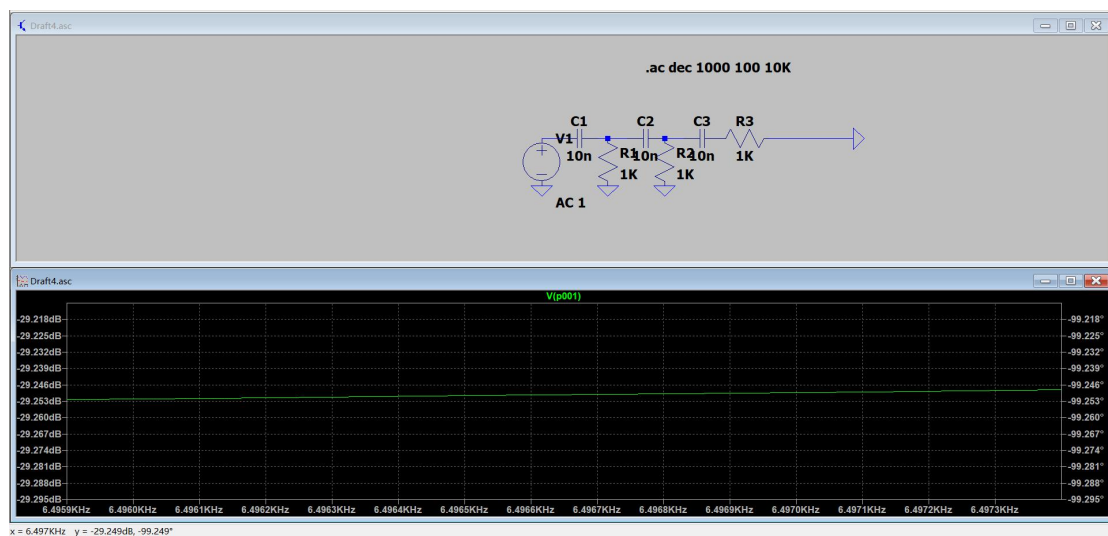 Draft4.asc
.ac dec 1000 100 10K
C1 C2 C3 R3
V1
10n R1 10n R2 10n 1K
1K 1K
AC 1
Draft4.asc
V(p001)
-29.218dB -99.218°
-29.225dB -99.225°
-29.232dB -99.232°
-29.239dB -99.239°
-29.246dB -99.246°
-29.253dB -99.253°
-29.260dB -99.260°
-29.267dB -99.267°
-29.274dB -99.274°
-29.281dB -99.281°
-29.288dB -99.288°
-29.295dB -99.295°
6.4959KHz 6.4960KHz 6.4961KHz 6.4962KHz 6.4963KHz 6.4964KHz 6.4965KHz 6.4966KHz 6.4967KHz 6.4968KHz 6.4969KHz 6.4970KHz 6.4971KHz 6.4972KHz 6.4973KHz
x = 6.497KHz y = -29.249dB, -99.249°